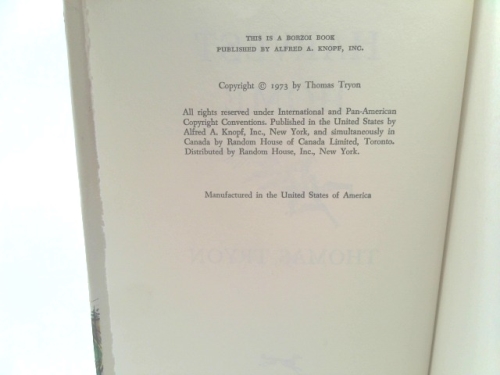 THIS IS A BORZOI BOOK
PUBLISHED BY ALFRED A. KNOPF, INC.
Copyright © 1973 by Thomas Tryon
All rights reserved under International and Pan-American
Copyright Conventions. Published in the United States by
Alfred A. Knopf, Inc., New York, and simultaneously in
Canada by Random House of Canada Limited, Toronto.
Distributed by Random House, Inc., New York.
Manufactured in the United States of America
THOMAS TRYON